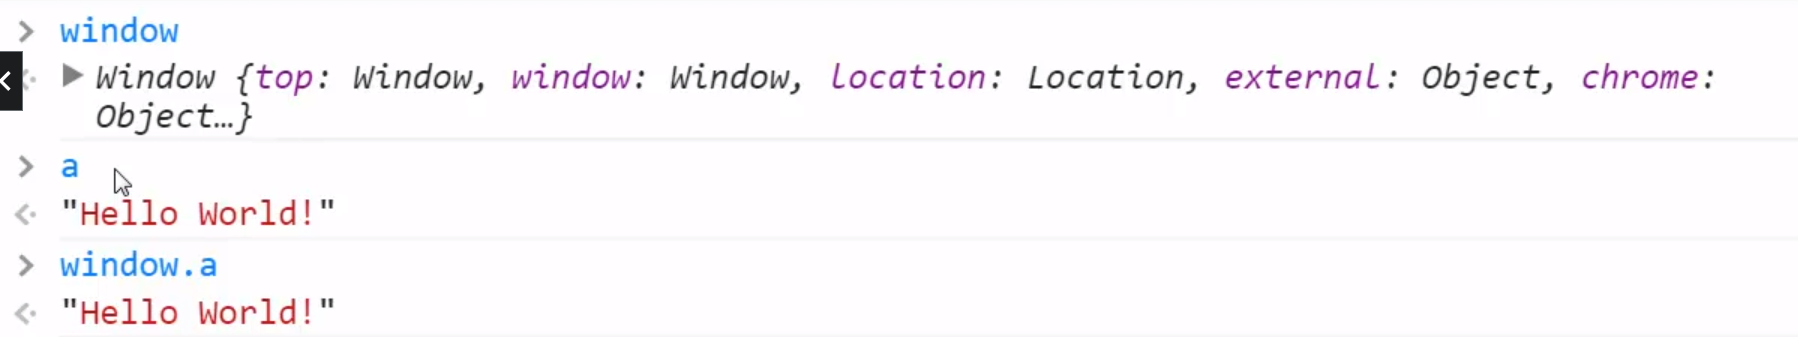 > window
Window {top: Window, window: Window, location: Location, external: Object, chrome:
Object…}
> a
"Hello World!"
> window.a
"Hello World!"